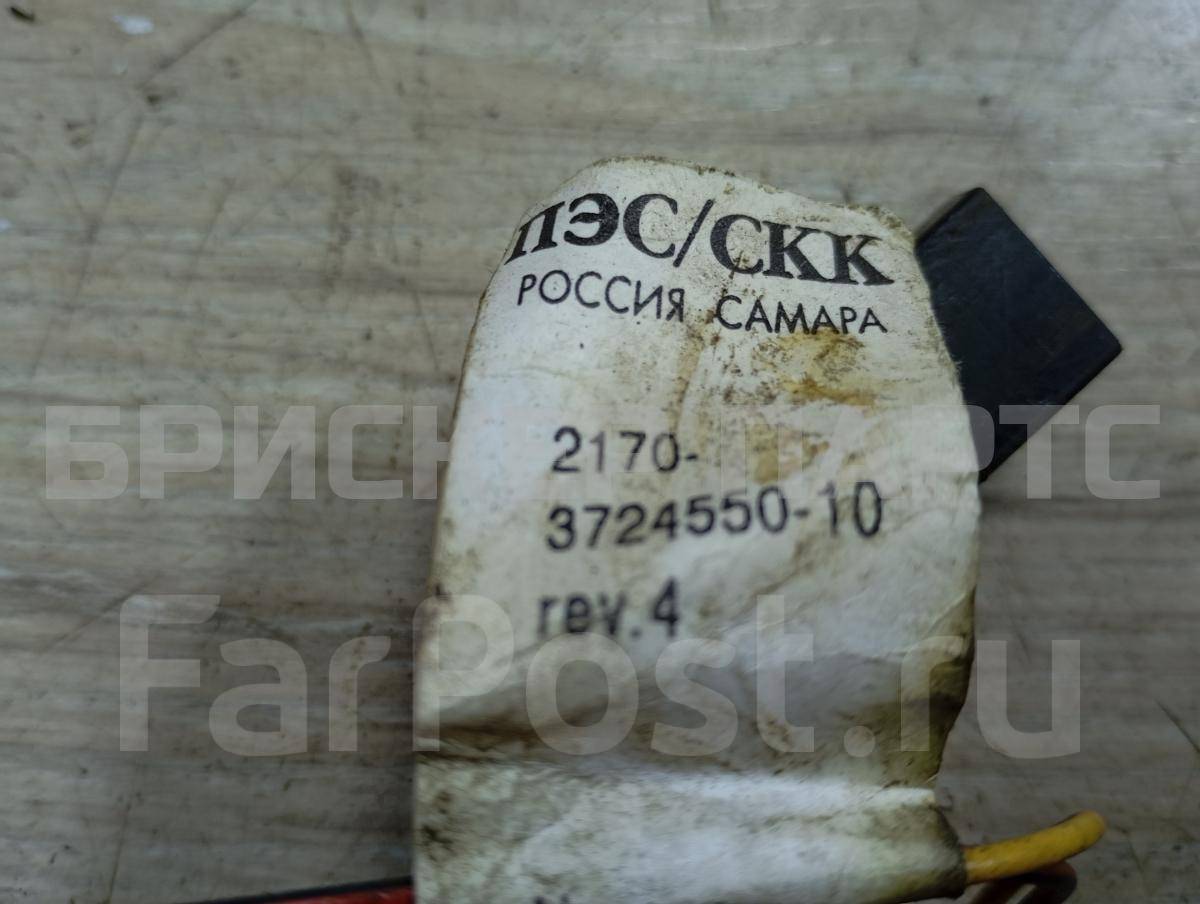 ПЭС/СКК
РОССИЯ САМАРА
2170-
3724550-10
rev.4
FarPost.ru